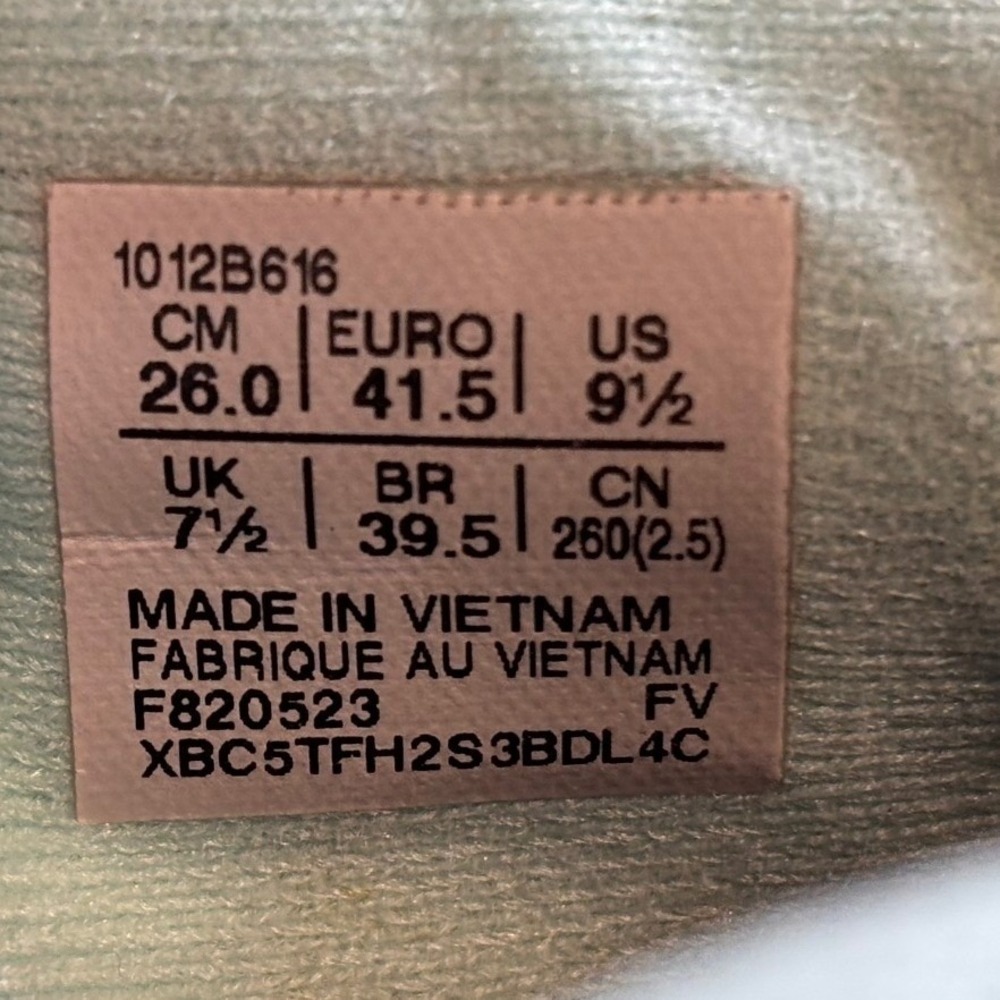 1012B616
CM | EURO | US
26.0 | 41.5 | 9½
UK | BR | CN
7½ | 39.5 | 260(2.5)
MADE IN VIETNAM
FABRIQUE AU VIETNAM
F820523 FV
XBC5TFH2S3BDL4C